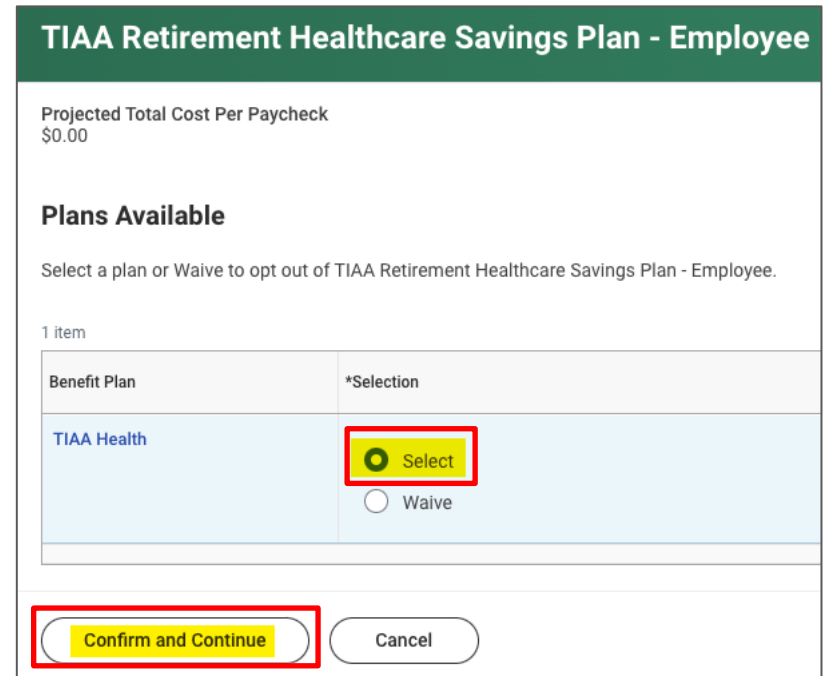 TIAA Retirement Healthcare Savings Plan - Employee
Projected Total Cost Per Paycheck
$0.00
Plans Available
Select a plan or Waive to opt out of TIAA Retirement Healthcare Savings Plan - Employee.
1 item
Benefit Plan *Selection
TIAA Health
Select
Waive
Confirm and Continue Cancel